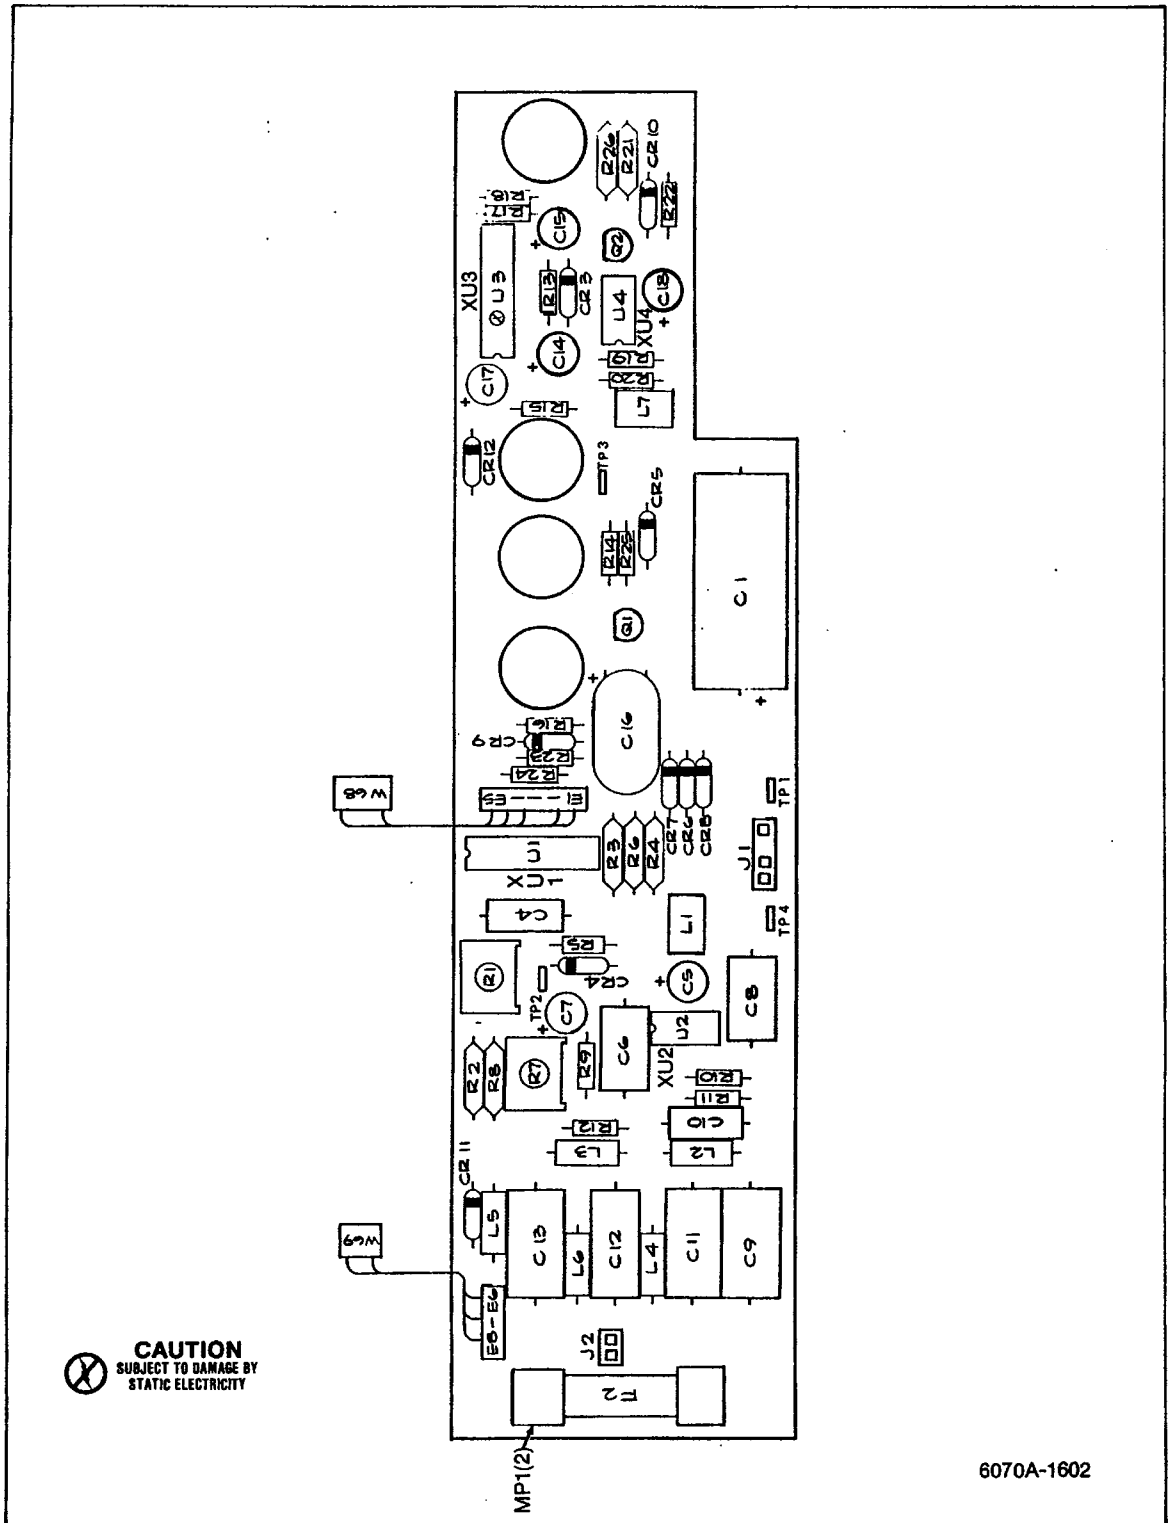 R26
R21
CR10
R18
R17
R22
C15
Q2
XU3
U3
R13
CR3
U4
C18
XU4
C14
R19
R20
C17
L7
R15
CR12
TP3
CR5
R14
R25
C1
Q1
C16
R16
CR9
R23
R24
W68
E5---E1
CR7
CR6
CR8
TP1
U1
XU1
R3
R6
R4
J1
C4
L1
TP4
R5
R1
CR4
TP2
C7
C5
C8
C6
U2
XU2
R2
R8
R7
R9
R10
R11
C10
R12
L3
L2
CR11
L5
W69
C13
L6
C12
L4
C11
C9
E8-E6
J2
F2
MP1(2)
CAUTION
SUBJECT TO DAMAGE BY
STATIC ELECTRICITY
6070A-1602